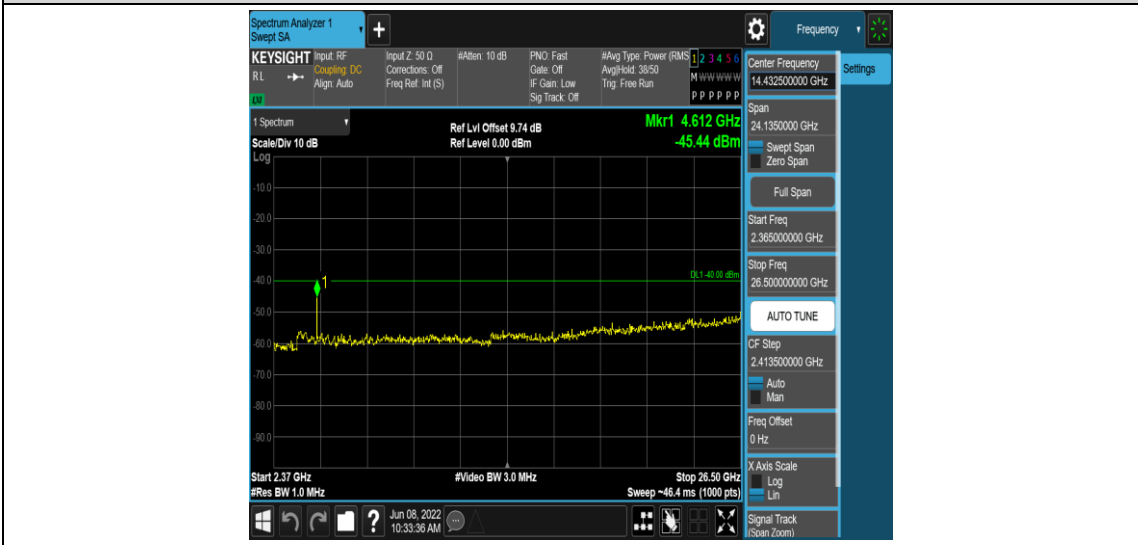 Spectrum Analyzer 1
Swept SA
+
Frequency
KEYSIGHT
RL
LXI
Input: RF
Coupling: DC
Align: Auto
Input Z: 50 Ω
Corrections: Off
Freq Ref: Int (S)
#Atten: 10 dB
PNO: Fast
Gate: Off
IF Gain: Low
Sig Track: Off
#Avg Type: Power (RMS
Avg|Hold: 38/50
Trig: Free Run
1 2 3 4 5 6
M W W W W W
P P P P P P
1 Spectrum
Scale/Div 10 dB
Ref Lvl Offset 9.74 dB
Ref Level 0.00 dBm
Mkr1 4.612 GHz
-45.44 dBm
Log
-10.0
-20.0
-30.0
-40.0
-50.0
-60.0
-70.0
-80.0
-90.0
1
DL1 -40.00 dBm
Start 2.37 GHz
#Res BW 1.0 MHz
#Video BW 3.0 MHz
Stop 26.50 GHz
Sweep ~46.4 ms (1000 pts)
Center Frequency
14.432500000 GHz
Span
24.1350000 GHz
Swept Span
Zero Span
Full Span
Start Freq
2.365000000 GHz
Stop Freq
26.500000000 GHz
AUTO TUNE
CF Step
2.413500000 GHz
Auto
Man
Freq Offset
0 Hz
X Axis Scale
Log
Lin
Signal Track
(Span Zoom)
Settings
?
Jun 08, 2022
10:33:36 AM